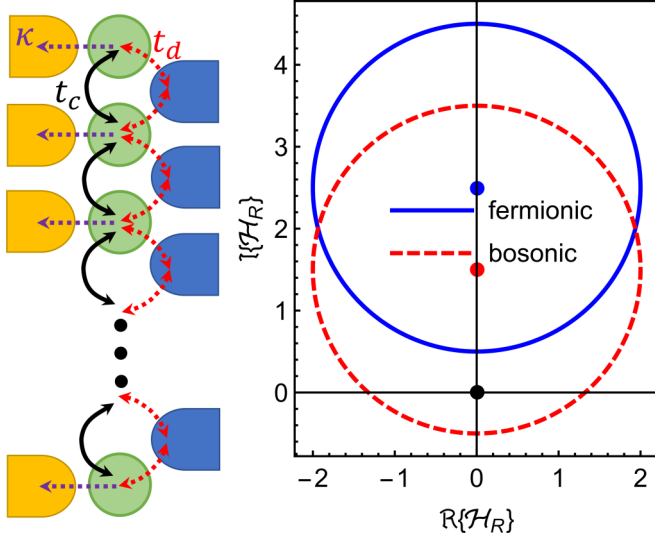 κ
t_d
t_c
4
3
2
1
0
ℐ{ℋ_R}
fermionic
bosonic
−2
−1
0
1
2
ℛ{ℋ_R}